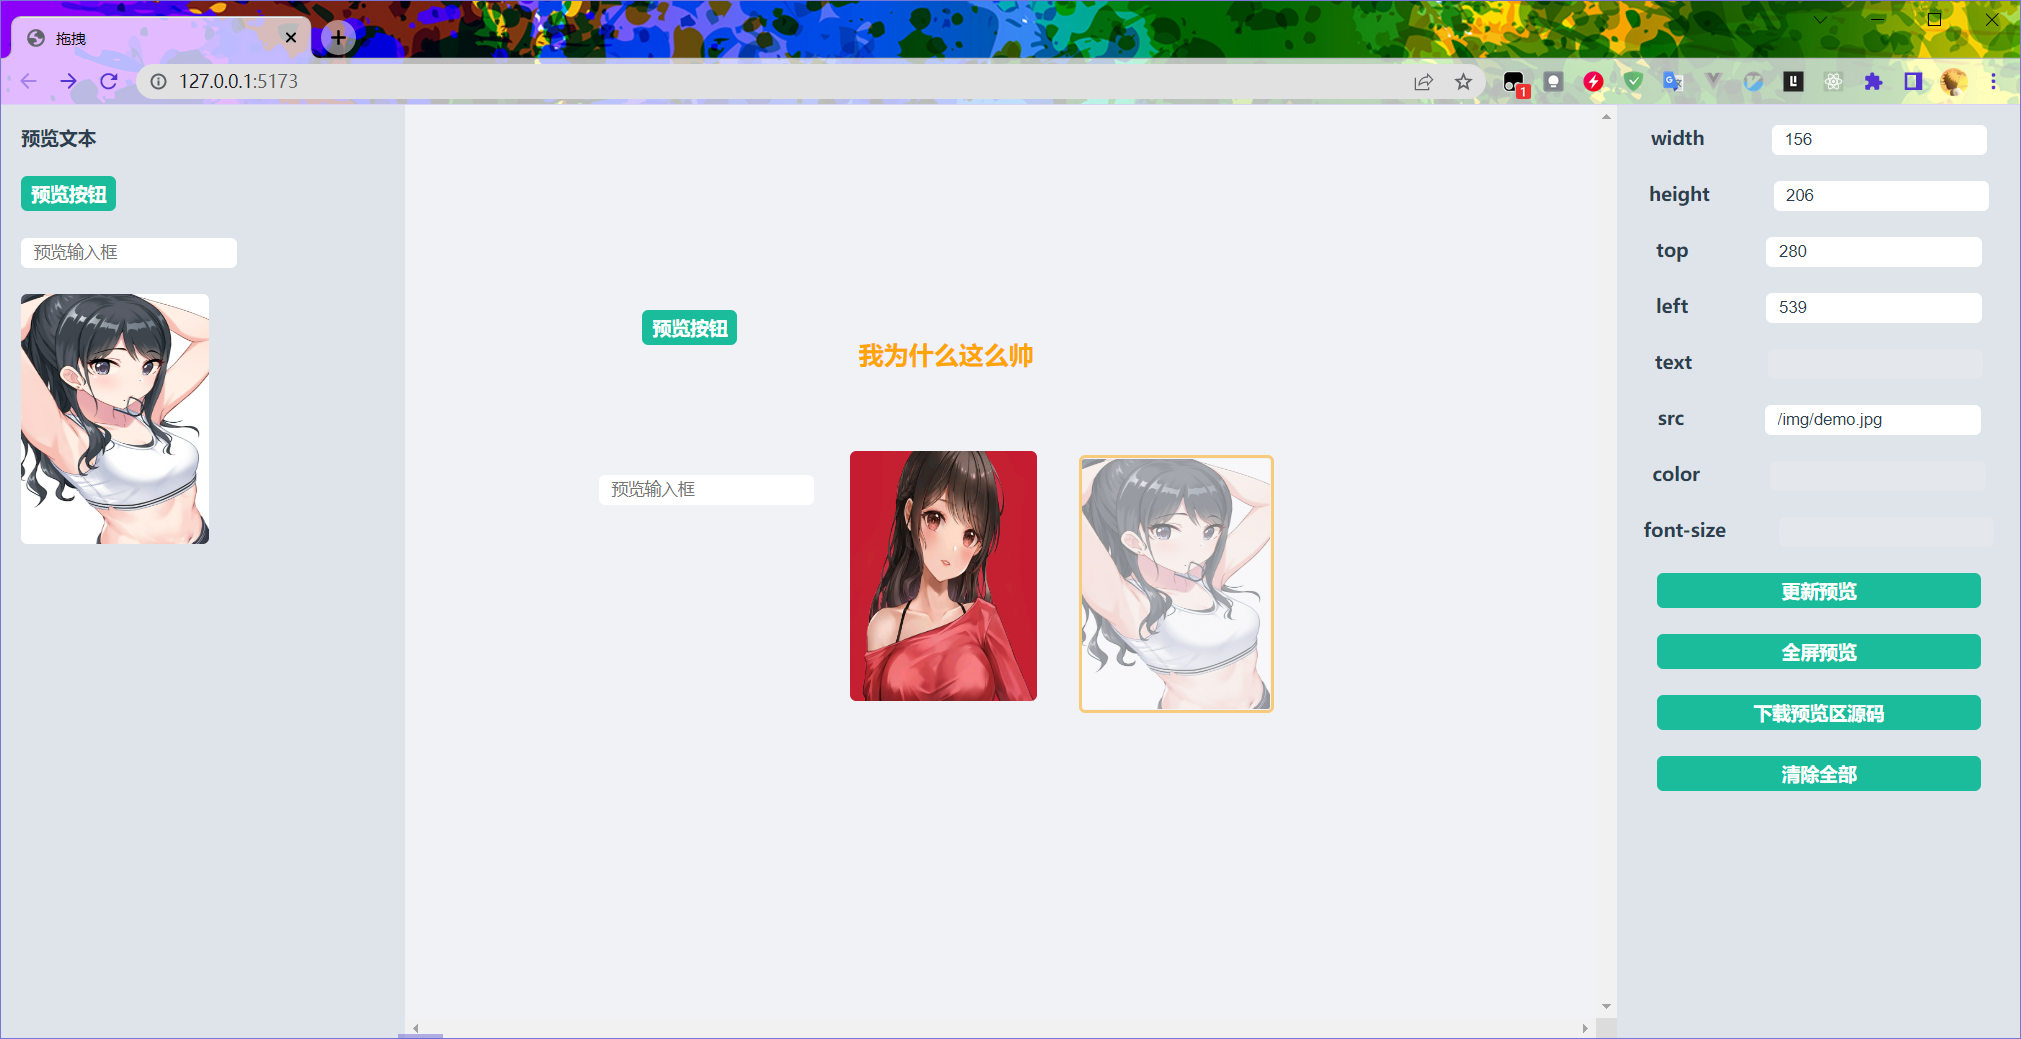 拖拽
127.0.0.1:5173
1
预览文本
预览按钮
预览输入框
预览按钮
我为什么这么帅
预览输入框
width 156
height 206
top 280
left 539
text
src /img/demo.jpg
color
font-size
更新预览
全屏预览
下载预览区源码
清除全部